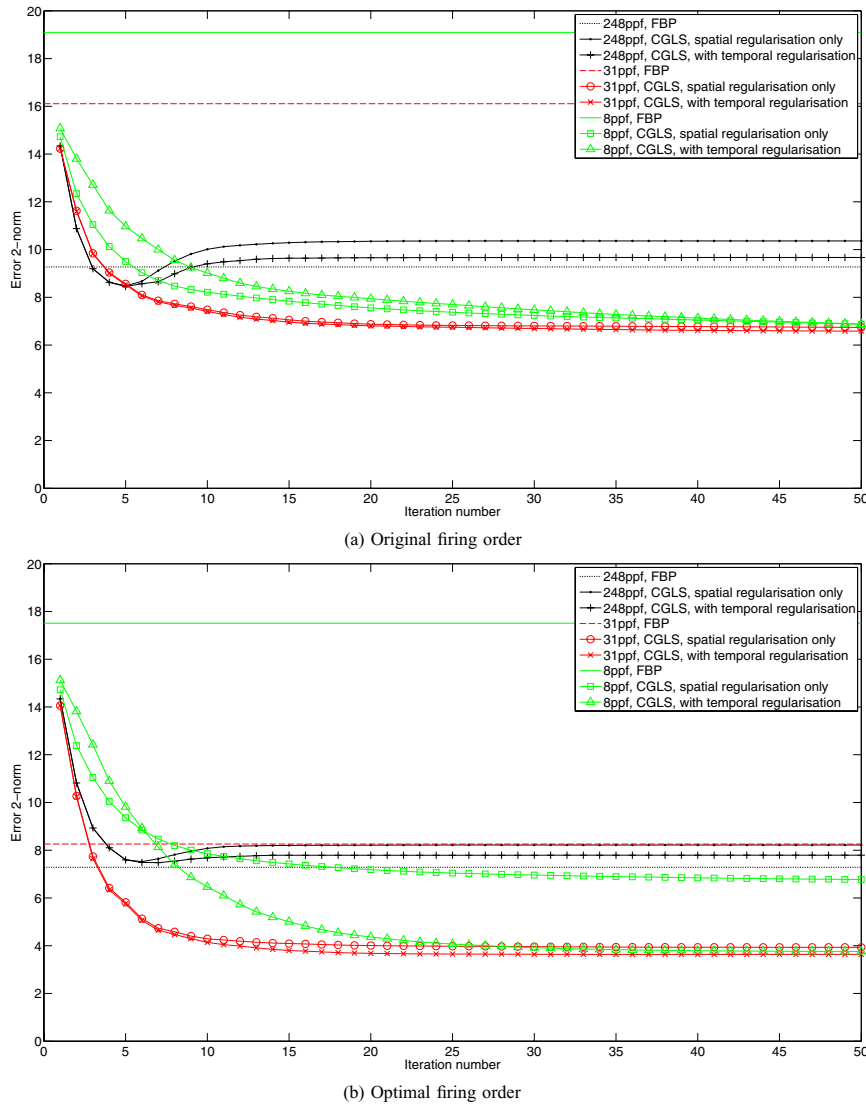 20
18
16
14
12
10
8
6
4
2
0
Error 2−norm
248ppf, FBP
248ppf, CGLS, spatial regularisation only
248ppf, CGLS, with temporal regularisation
31ppf, FBP
31ppf, CGLS, spatial regularisation only
31ppf, CGLS, with temporal regularisation
8ppf, FBP
8ppf, CGLS, spatial regularisation only
8ppf, CGLS, with temporal regularisation
0 5 10 15 20 25 30 35 40 45 50
Iteration number
(a) Original firing order
20
18
16
14
12
10
8
6
4
2
0
Error 2−norm
248ppf, FBP
248ppf, CGLS, spatial regularisation only
248ppf, CGLS, with temporal regularisation
31ppf, FBP
31ppf, CGLS, spatial regularisation only
31ppf, CGLS, with temporal regularisation
8ppf, FBP
8ppf, CGLS, spatial regularisation only
8ppf, CGLS, with temporal regularisation
0 5 10 15 20 25 30 35 40 45 50
Iteration number
(b) Optimal firing order